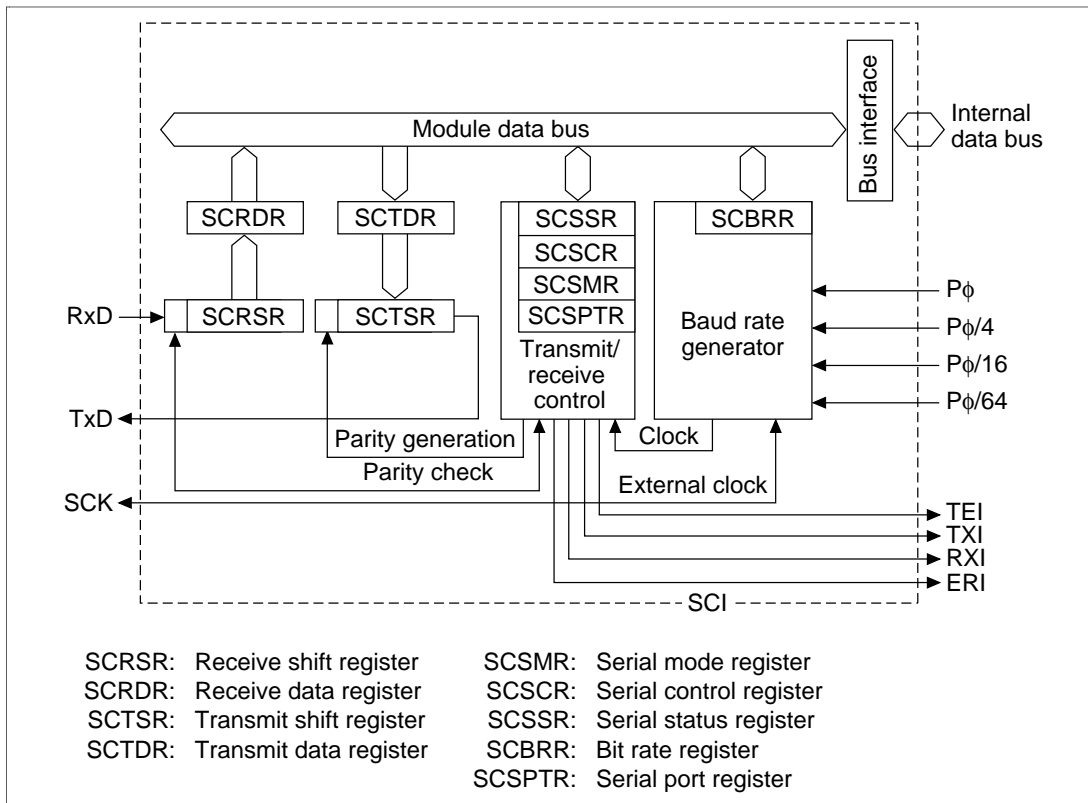 Module data bus
Bus interface
Internal
data bus
SCRDR
SCTDR
SCSSR
SCBRR
SCSCR
SCSMR
SCSPTR
RxD
SCRSR
SCTSR
Transmit/
receive
control
Baud rate
generator
Pϕ
Pϕ/4
Pϕ/16
Pϕ/64
TxD
Parity generation
Clock
Parity check
External clock
SCK
TEI
TXI
RXI
ERI
SCI
SCRSR: Receive shift register
SCRDR: Receive data register
SCTSR: Transmit shift register
SCTDR: Transmit data register
SCSMR: Serial mode register
SCSCR: Serial control register
SCSSR: Serial status register
SCBRR: Bit rate register
SCSPTR: Serial port register